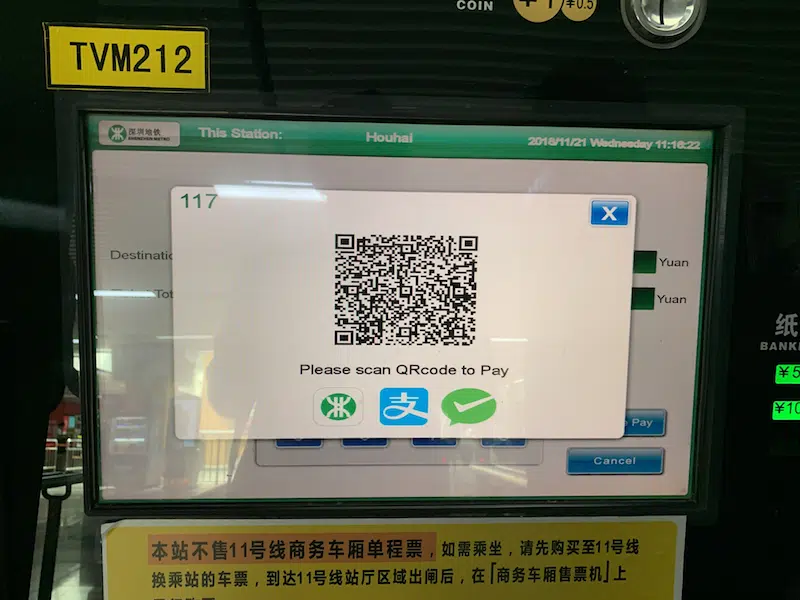 COIN
¥1
¥0.5
TVM212
深圳地铁
SHENZHEN METRO
This Station: Houhai 2018/11/21 Wednesday 11:16:22
117
X
Yuan
Yuan
Please scan QRcode to Pay
支
Pay
Cancel
纸
¥5
¥10
本站不售11号线商务车厢单程票，如需乘坐，请先购买至11号线
换乘站的车票，到达11号线站厅区域出闸后，在「商务车厢售票机」上